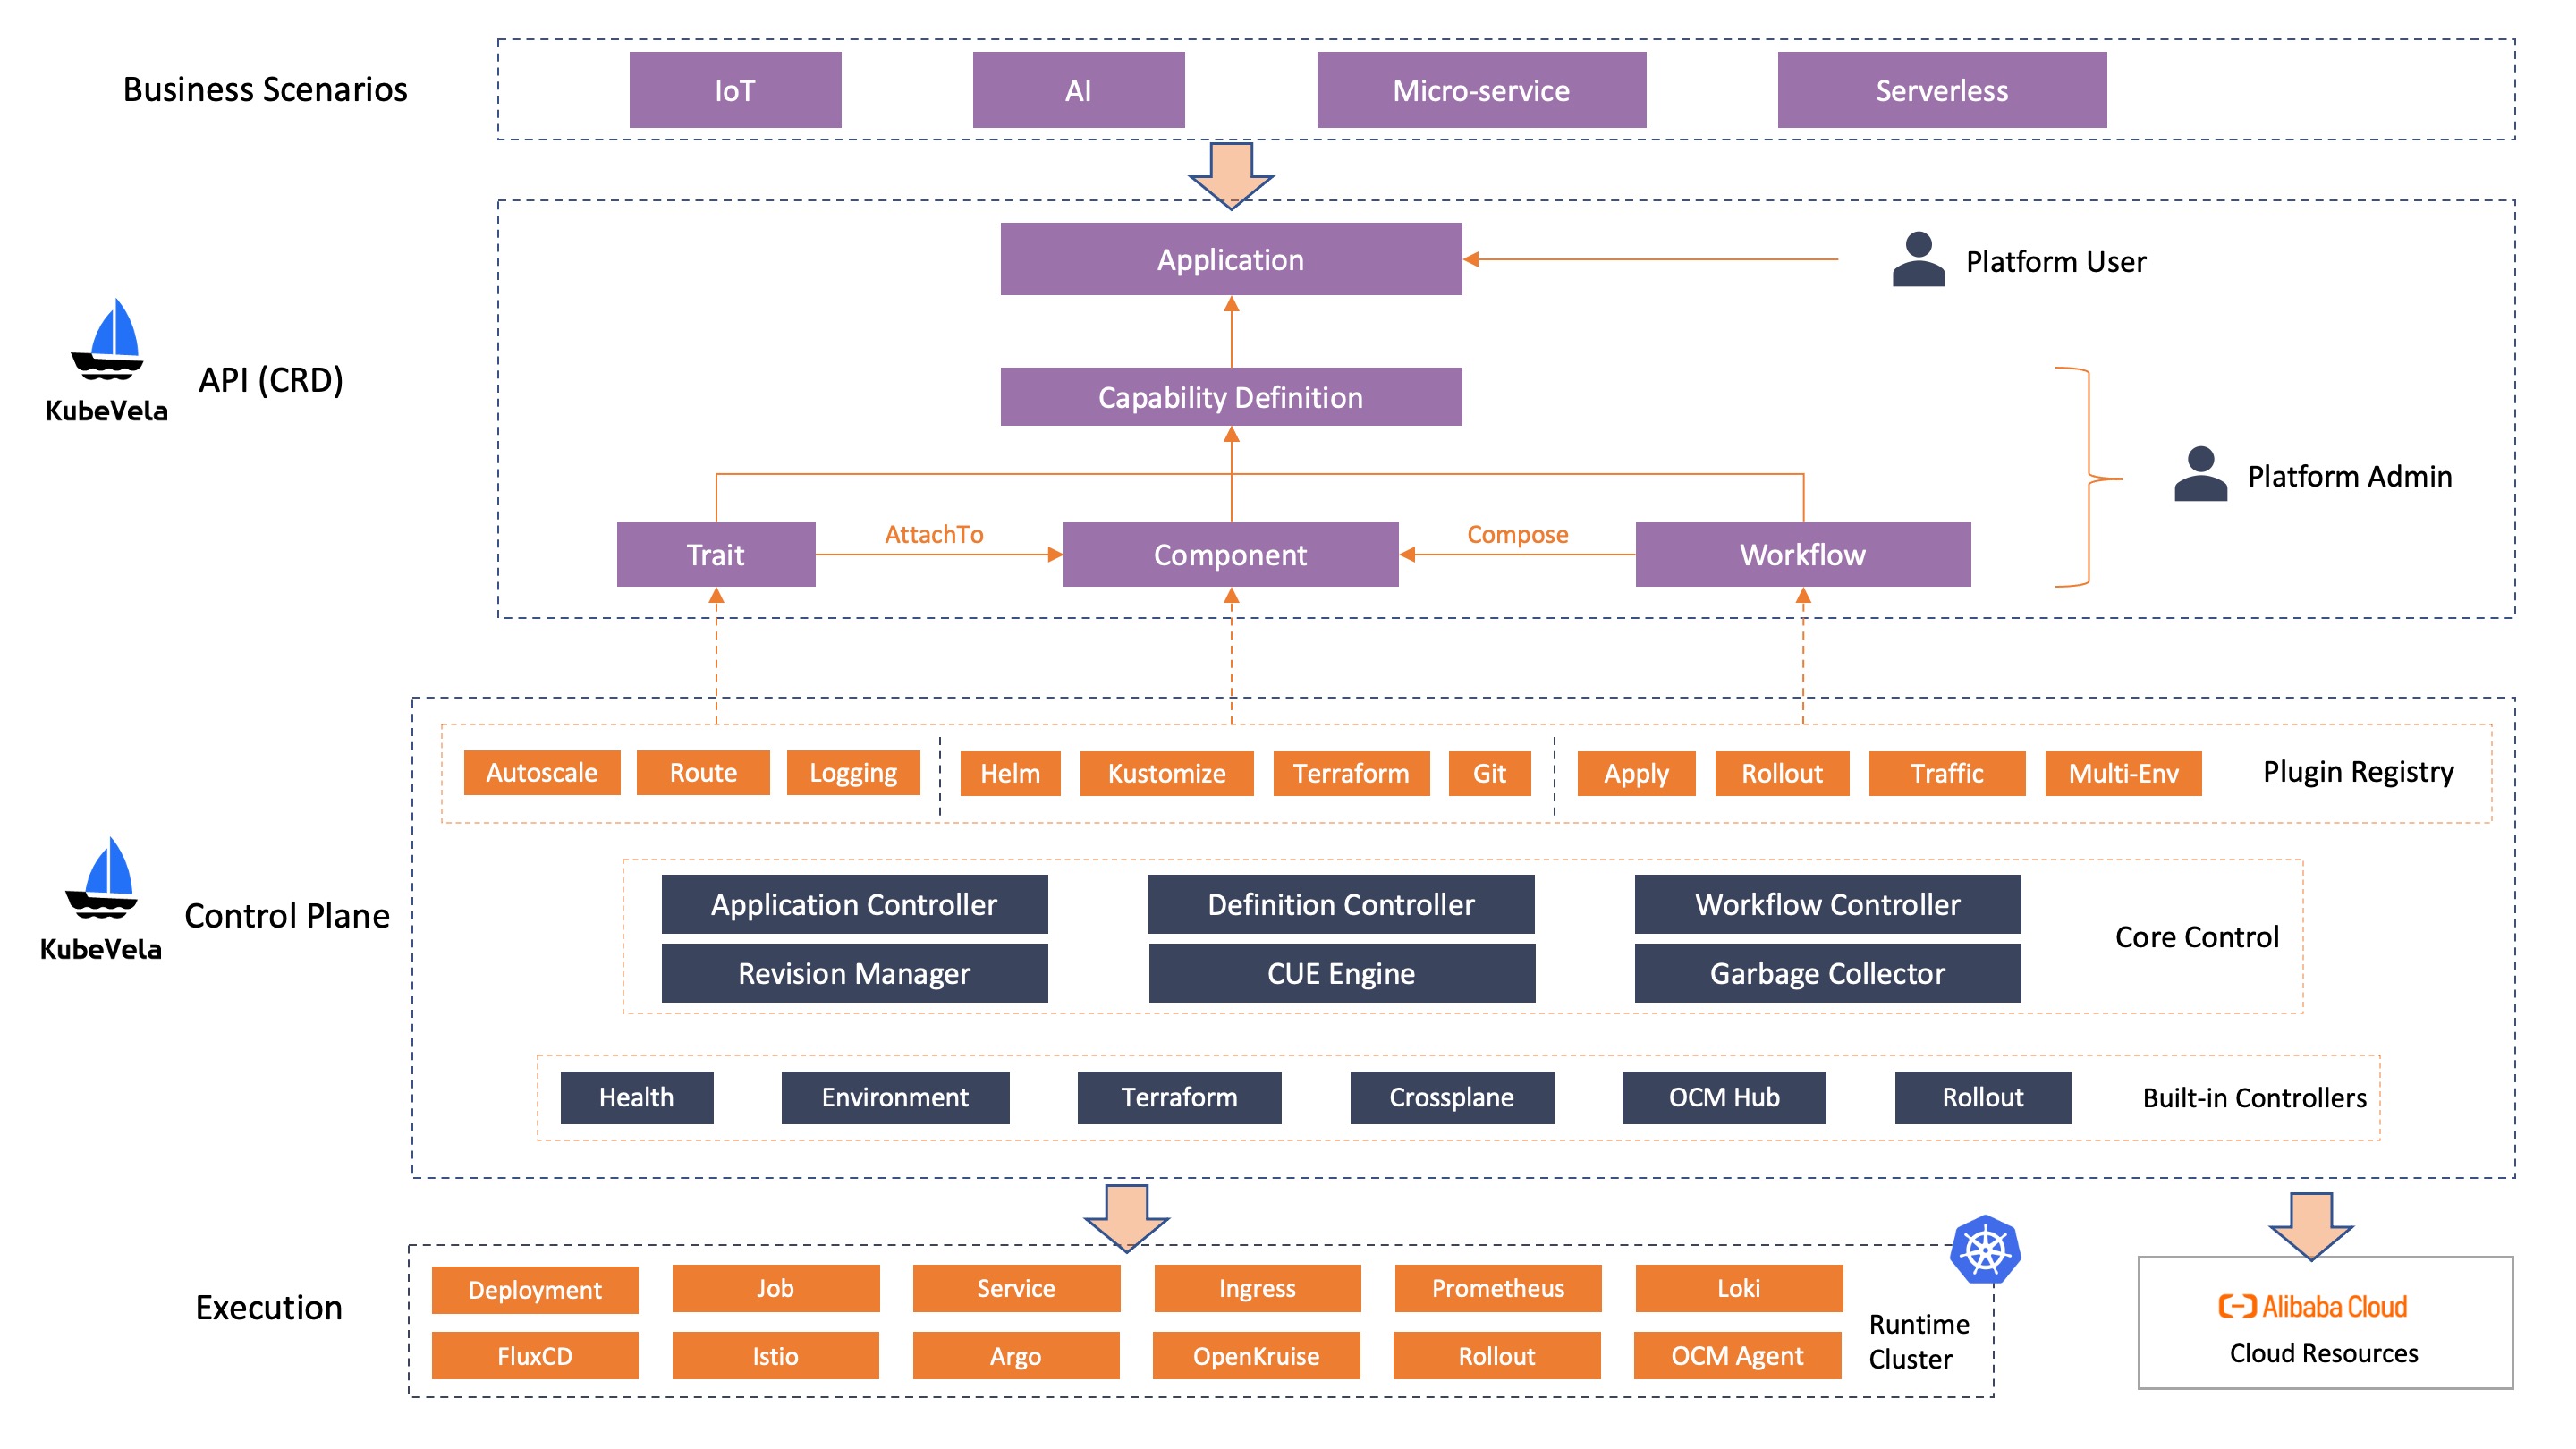 Business Scenarios
IoT
AI
Micro-service
Serverless
Application
Platform User
KubeVela
API (CRD)
Capability Definition
Platform Admin
Trait
AttachTo
Component
Compose
Workflow
Autoscale
Route
Logging
Helm
Kustomize
Terraform
Git
Apply
Rollout
Traffic
Multi-Env
Plugin Registry
KubeVela
Control Plane
Application Controller
Definition Controller
Workflow Controller
Revision Manager
CUE Engine
Garbage Collector
Core Control
Health
Environment
Terraform
Crossplane
OCM Hub
Rollout
Built-in Controllers
Execution
Deployment
Job
Service
Ingress
Prometheus
Loki
FluxCD
Istio
Argo
OpenKruise
Rollout
OCM Agent
Runtime
Cluster
Alibaba Cloud
Cloud Resources